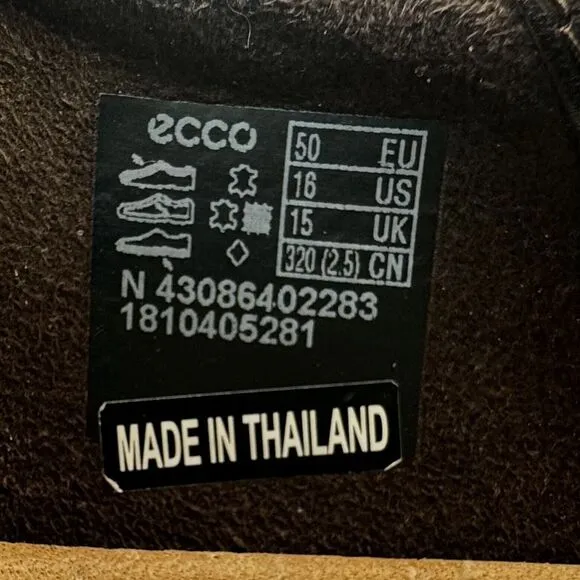 ecco
50 EU
16 US
15 UK
320 (2.5) CN
N 43086402283
1810405281
MADE IN THAILAND